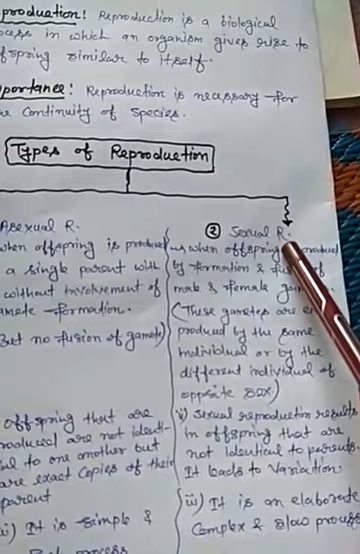 production! Reproduction is a biological
ocess in which an organism gives rise to
fspring similar to itself.
portance! Reproduction is necessary for
e continuity of species.
Types of Reproduction
Asexual R.
when offspring is produc
a single parent with
without involvement of
amete formation.
But no fusion of gamete)
offspring that are
roduced are not identi-
al to one another but
are exact copies of their
parent
i) It is simple &
process
② Sexual R.
when offspring
by formation & of
male & female
(These gametes are
produced by the same
individual or by the
different individual of
opposite sex)
ii) Sexual reproduction results
in offspring that are
not identical to parents.
It leads to Variation.
iii) It is an elaborate
Complex & slow process